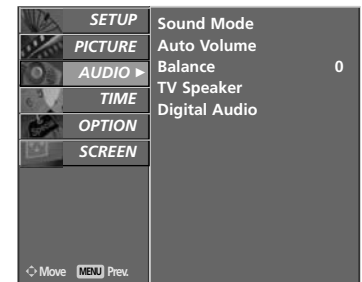 SETUP
PICTURE
AUDIO ►
TIME
OPTION
SCREEN
Move MENU Prev.
Sound Mode
Auto Volume
Balance 0
TV Speaker
Digital Audio